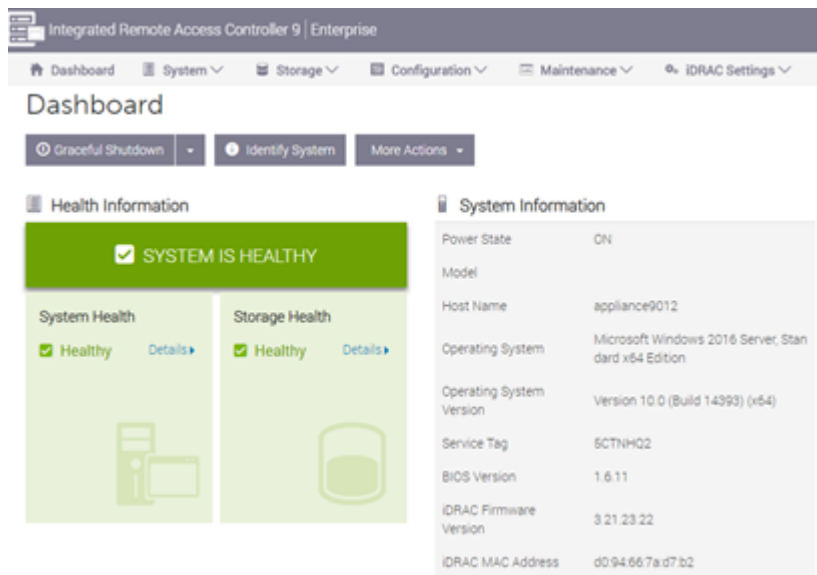 Integrated Remote Access Controller 9 | Enterprise
Dashboard System Storage Configuration Maintenance iDRAC Settings
Dashboard
Graceful Shutdown Identify System More Actions
Health Information
SYSTEM IS HEALTHY
System Health
Healthy Details
Storage Health
Healthy Details
System Information
Power State ON
Model
Host Name appliance9012
Operating System Microsoft Windows 2016 Server, Stan
dard x64 Edition
Operating System
Version Version 10.0 (Build 14393) (x64)
Service Tag 5CTNHQ2
BIOS Version 1.6.11
iDRAC Firmware
Version 3.21.23.22
iDRAC MAC Address d0:94:66:7a:d7:b2